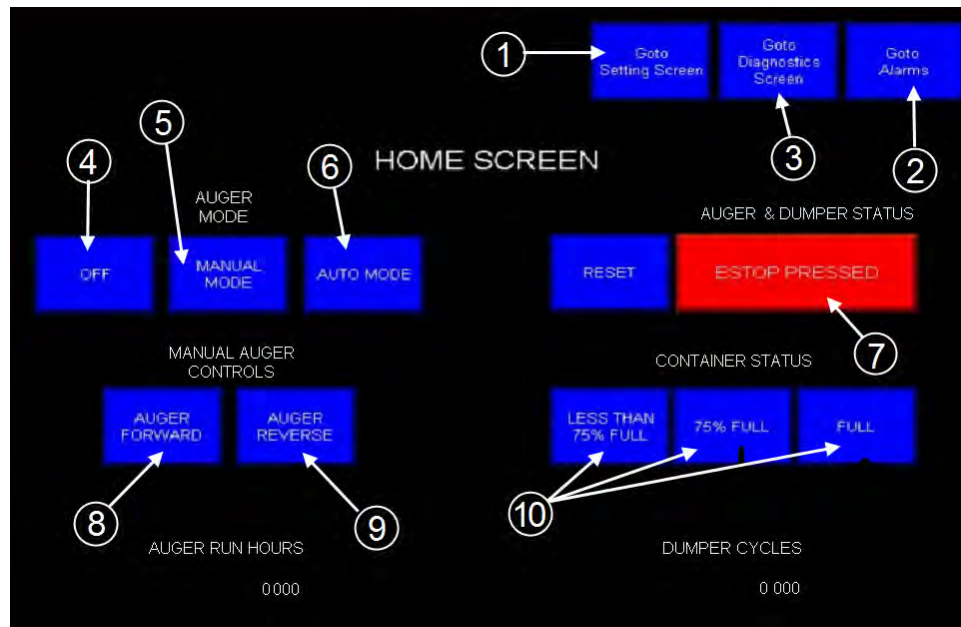 1
Goto
Setting Screen
Goto
Diagnostics
Screen
Goto
Alarms
3
2
HOME SCREEN
4
5
6
AUGER
MODE
OFF
MANUAL
MODE
AUTO MODE
AUGER & DUMPER STATUS
RESET
ESTOP PRESSED
7
MANUAL AUGER
CONTROLS
AUGER
FORWARD
AUGER
REVERSE
8
9
CONTAINER STATUS
LESS THAN
75% FULL
75% FULL
FULL
10
AUGER RUN HOURS
0000
DUMPER CYCLES
0 000